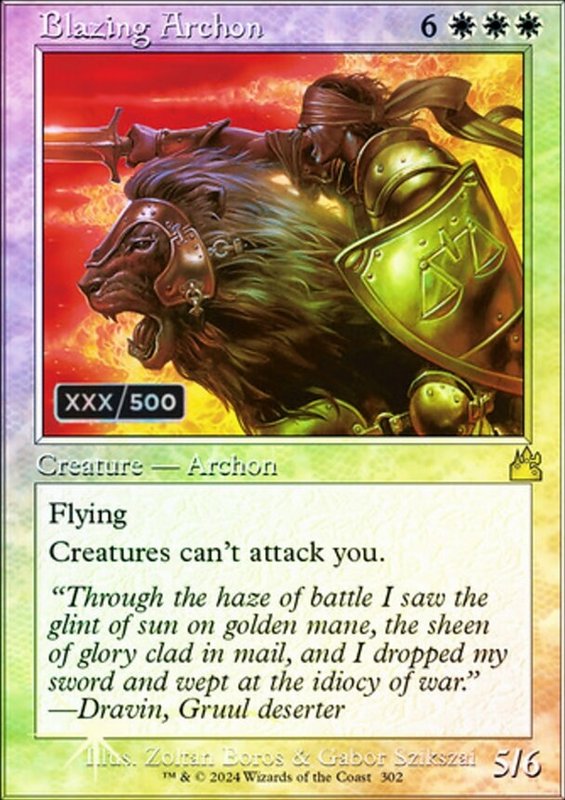 Blazing Archon 6
XXX/500
Creature — Archon
Flying
Creatures can't attack you.
“Through the haze of battle I saw the
glint of sun on golden mane, the sheen
of glory clad in mail, and I dropped my
sword and wept at the idiocy of war.”
—Dravin, Gruul deserter
Illus. Zoltan Boros & Gabor Szikszai
5/6
™ & © 2024 Wizards of the Coast 302